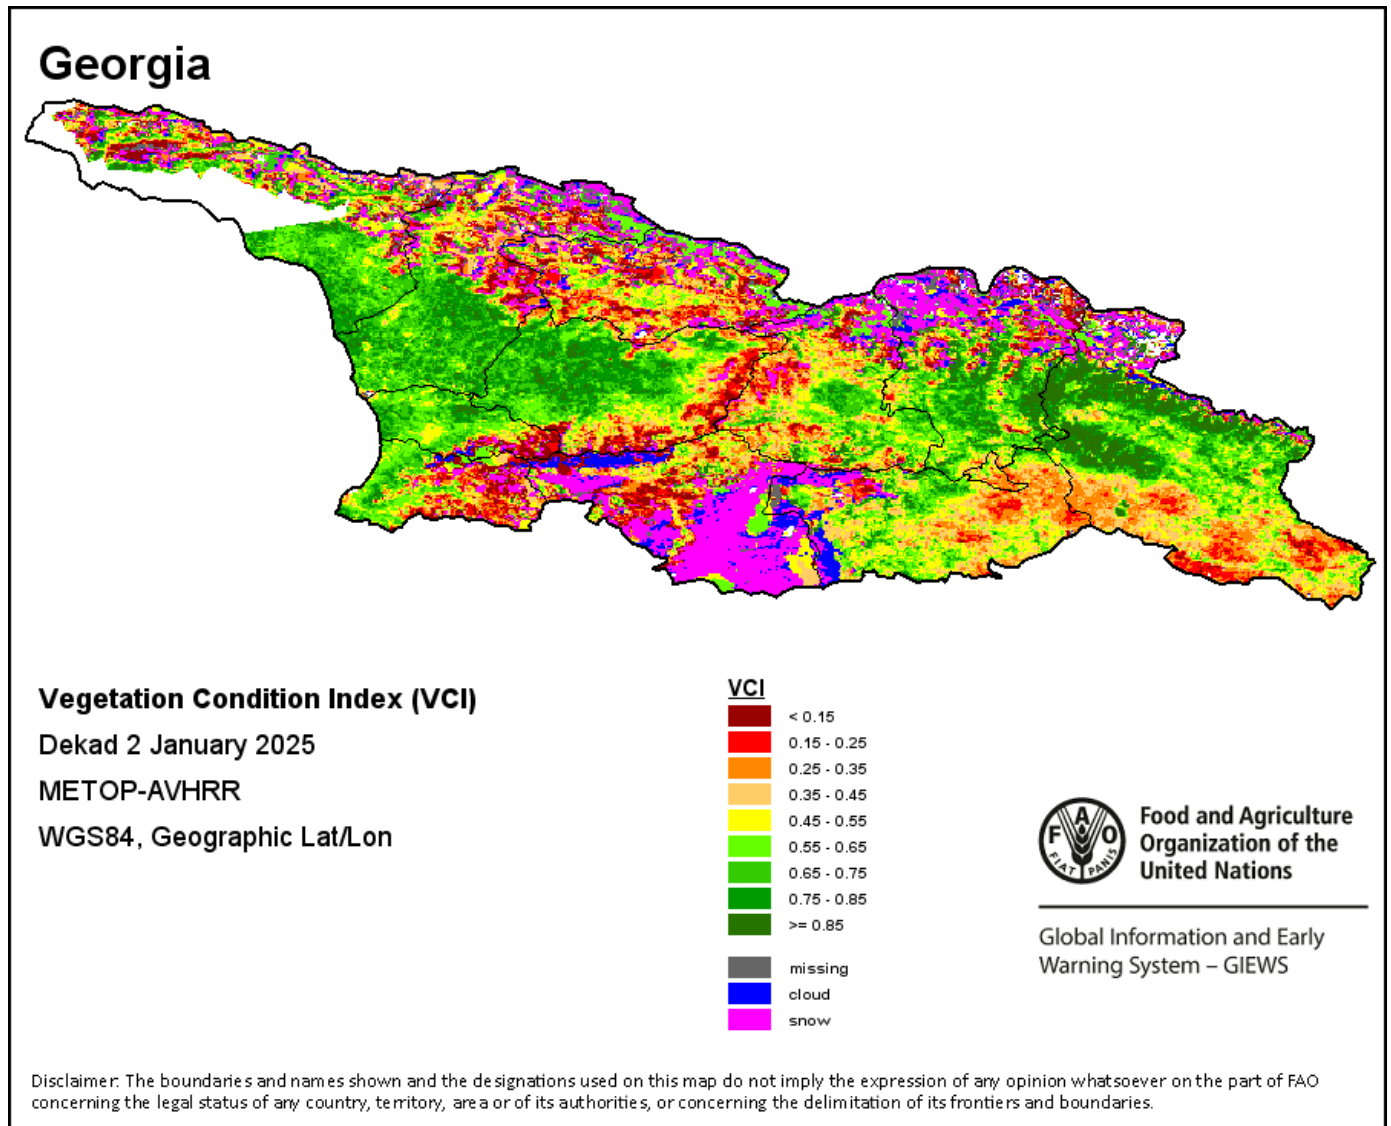 Georgia
Vegetation Condition Index (VCI)
Dekad 2 January 2025
METOP-AVHRR
WGS84, Geographic Lat/Lon
VCI
< 0.15
0.15 - 0.25
0.25 - 0.35
0.35 - 0.45
0.45 - 0.55
0.55 - 0.65
0.65 - 0.75
0.75 - 0.85
>= 0.85
missing
cloud
snow
F A O
FIAT PANIS
Food and Agriculture
Organization of the
United Nations
Global Information and Early
Warning System – GIEWS
Disclaimer: The boundaries and names shown and the designations used on this map do not imply the expression of any opinion whatsoever on the part of FAO
concerning the legal status of any country, territory, area or of its authorities, or concerning the delimitation of its frontiers and boundaries.